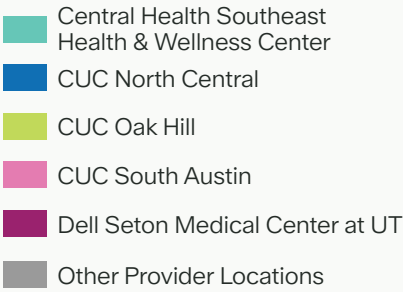 Central Health Southeast
Health & Wellness Center
CUC North Central
CUC Oak Hill
CUC South Austin
Dell Seton Medical Center at UT
Other Provider Locations